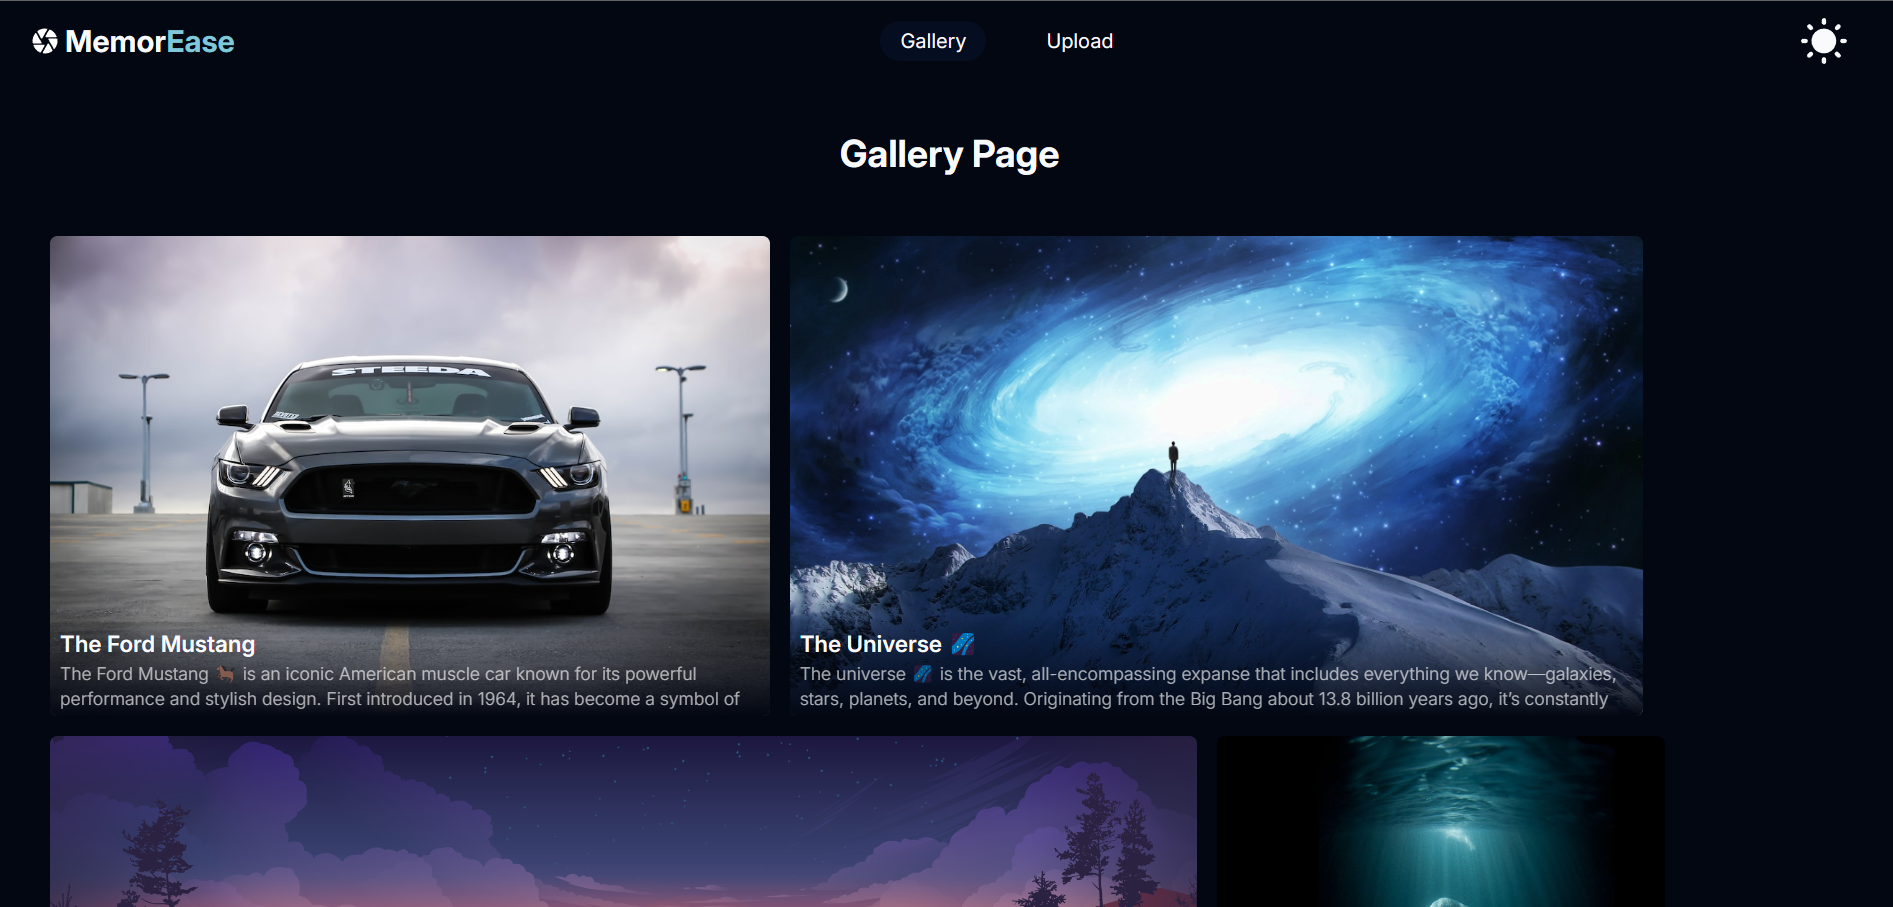 MemorEase
Gallery
Upload
Gallery Page
STEEDA
The Ford Mustang
The Ford Mustang 🐎 is an iconic American muscle car known for its powerful
performance and stylish design. First introduced in 1964, it has become a symbol of
The Universe 🌌
The universe 🌌 is the vast, all-encompassing expanse that includes everything we know—galaxies,
stars, planets, and beyond. Originating from the Big Bang about 13.8 billion years ago, it’s constantly